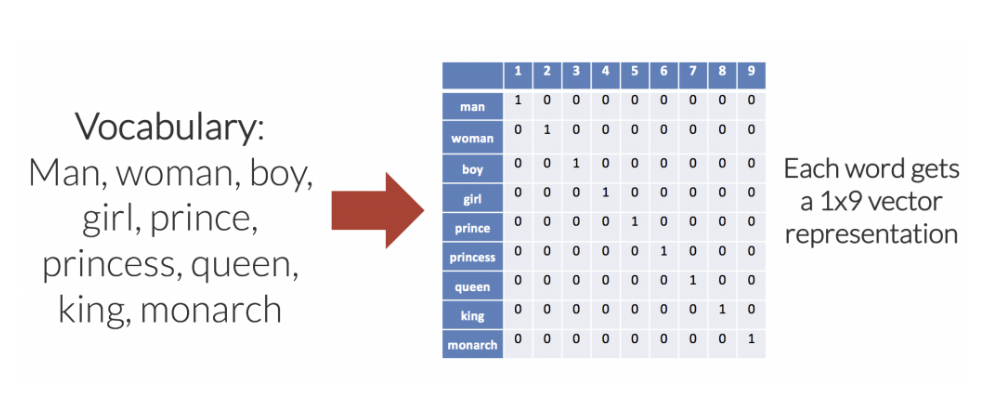 Vocabulary:
Man, woman, boy,
girl, prince,
princess, queen,
king, monarch
1 2 3 4 5 6 7 8 9
man 1 0 0 0 0 0 0 0 0
woman 0 1 0 0 0 0 0 0 0
boy 0 0 1 0 0 0 0 0 0
girl 0 0 0 1 0 0 0 0 0
prince 0 0 0 0 1 0 0 0 0
princess 0 0 0 0 0 1 0 0 0
queen 0 0 0 0 0 0 1 0 0
king 0 0 0 0 0 0 0 1 0
monarch 0 0 0 0 0 0 0 0 1
Each word gets
a 1x9 vector
representation